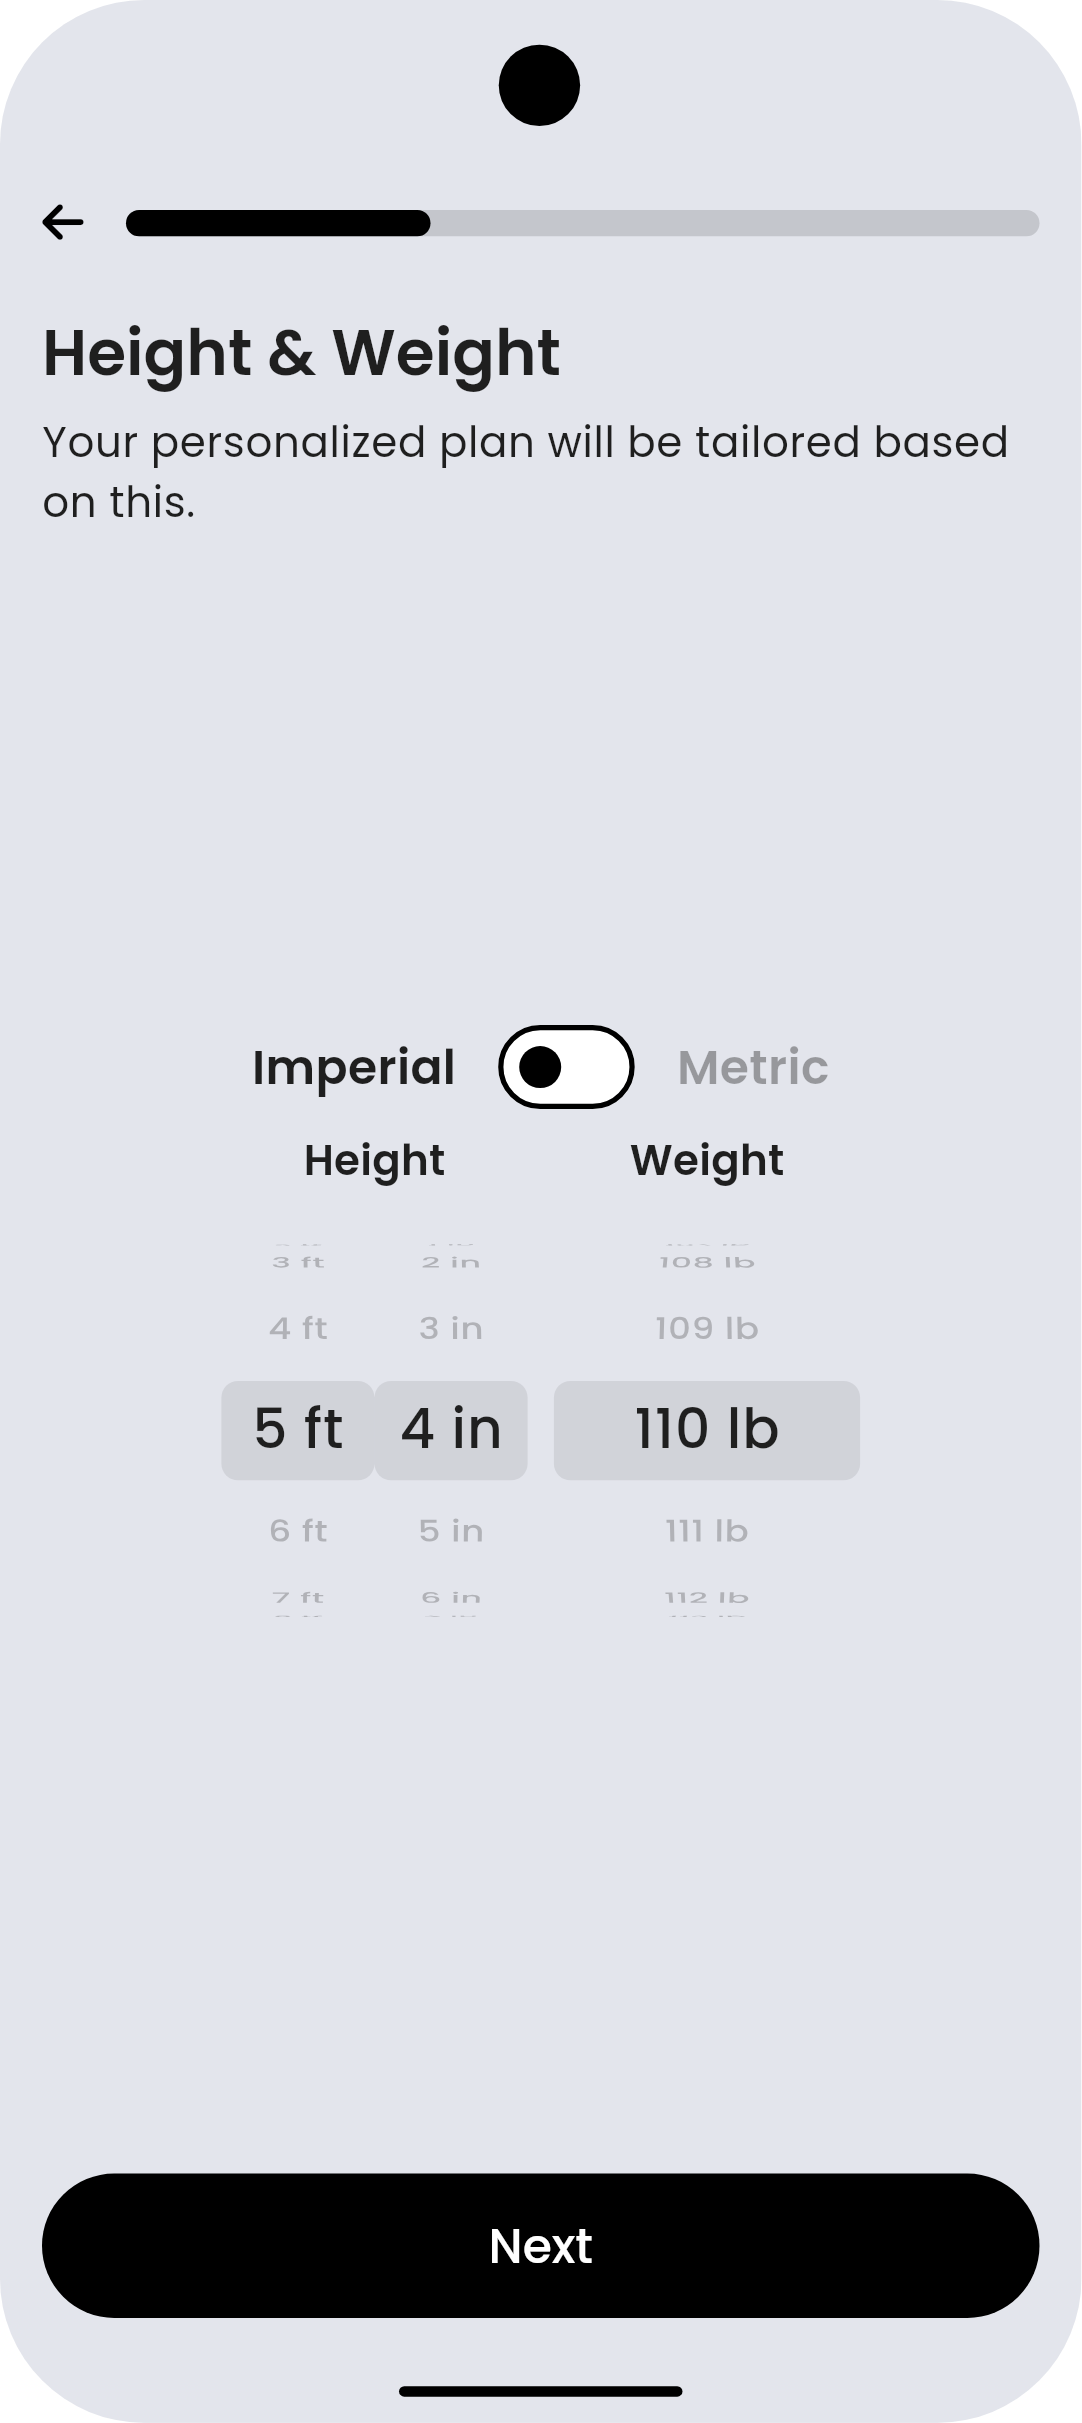 Height & Weight
Your personalized plan will be tailored based
on this.
Imperial Metric
Height Weight
3 ft 2 in 108 lb
4 ft 3 in 109 lb
5 ft 4 in 110 lb
6 ft 5 in 111 lb
7 ft 6 in 112 lb
Next